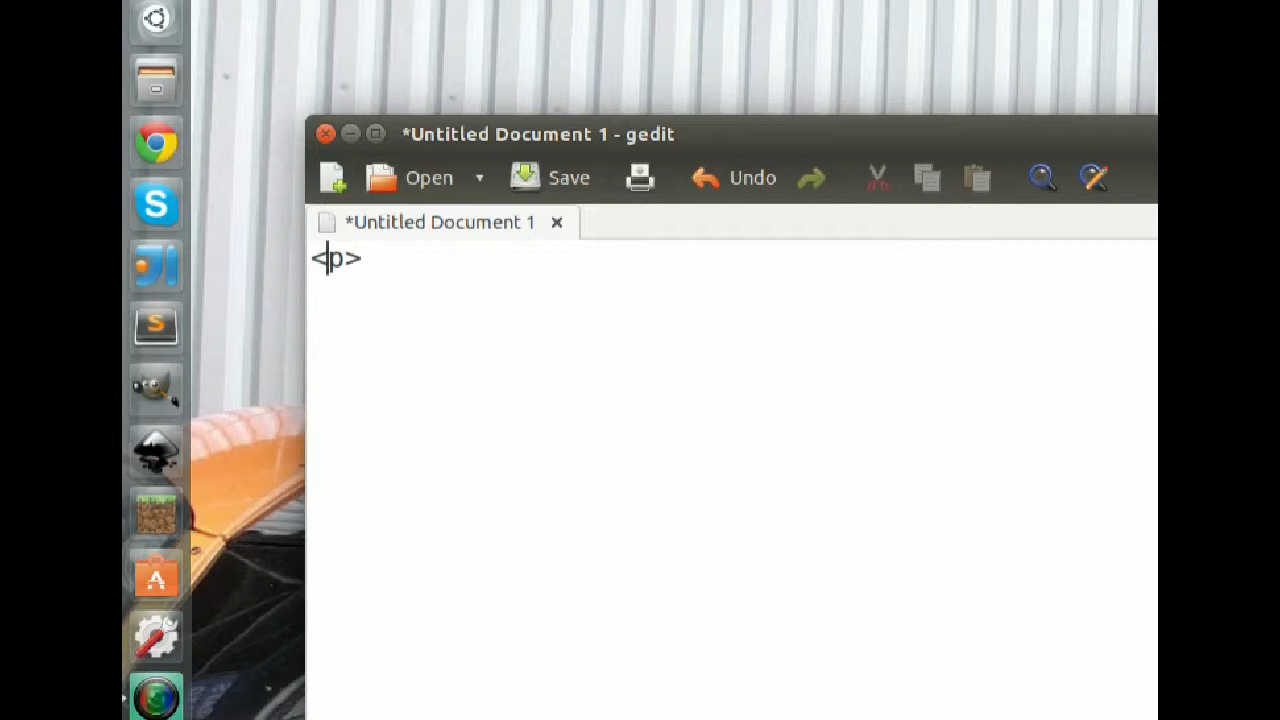 *Untitled Document 1 - gedit
Open Save Undo
*Untitled Document 1
<p>